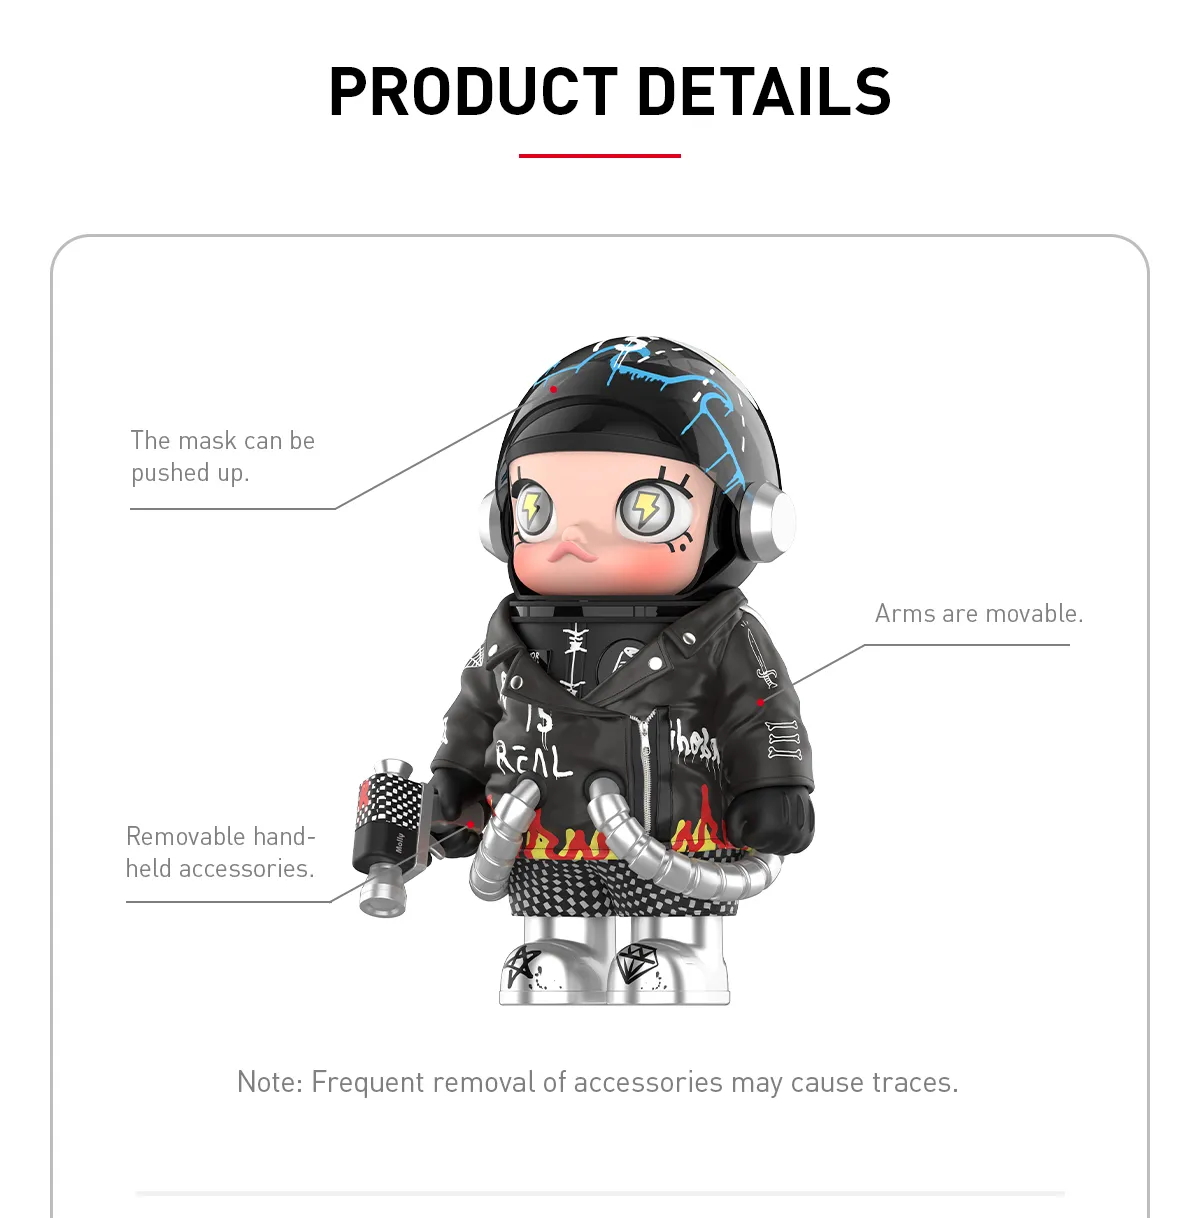 PRODUCT DETAILS
The mask can be
pushed up.
Arms are movable.
IS
REAL
Molly
Removable hand-
held accessories.
Note: Frequent removal of accessories may cause traces.